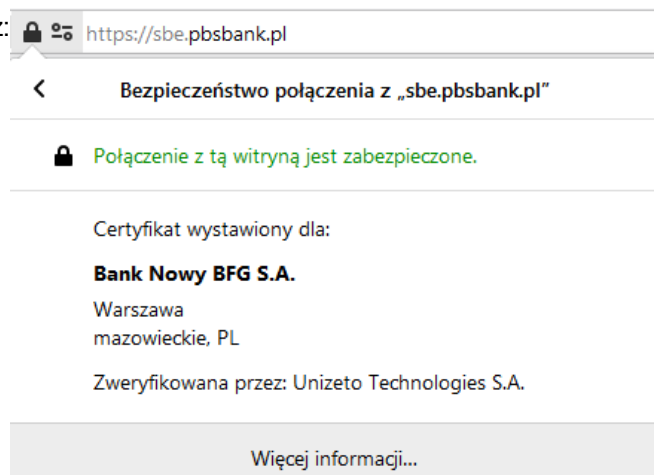 z:
https://sbe.pbsbank.pl
Bezpieczeństwo połączenia z „sbe.pbsbank.pl”
Połączenie z tą witryną jest zabezpieczone.
Certyfikat wystawiony dla:
Bank Nowy BFG S.A.
Warszawa
mazowieckie, PL
Zweryfikowana przez: Unizeto Technologies S.A.
Więcej informacji...